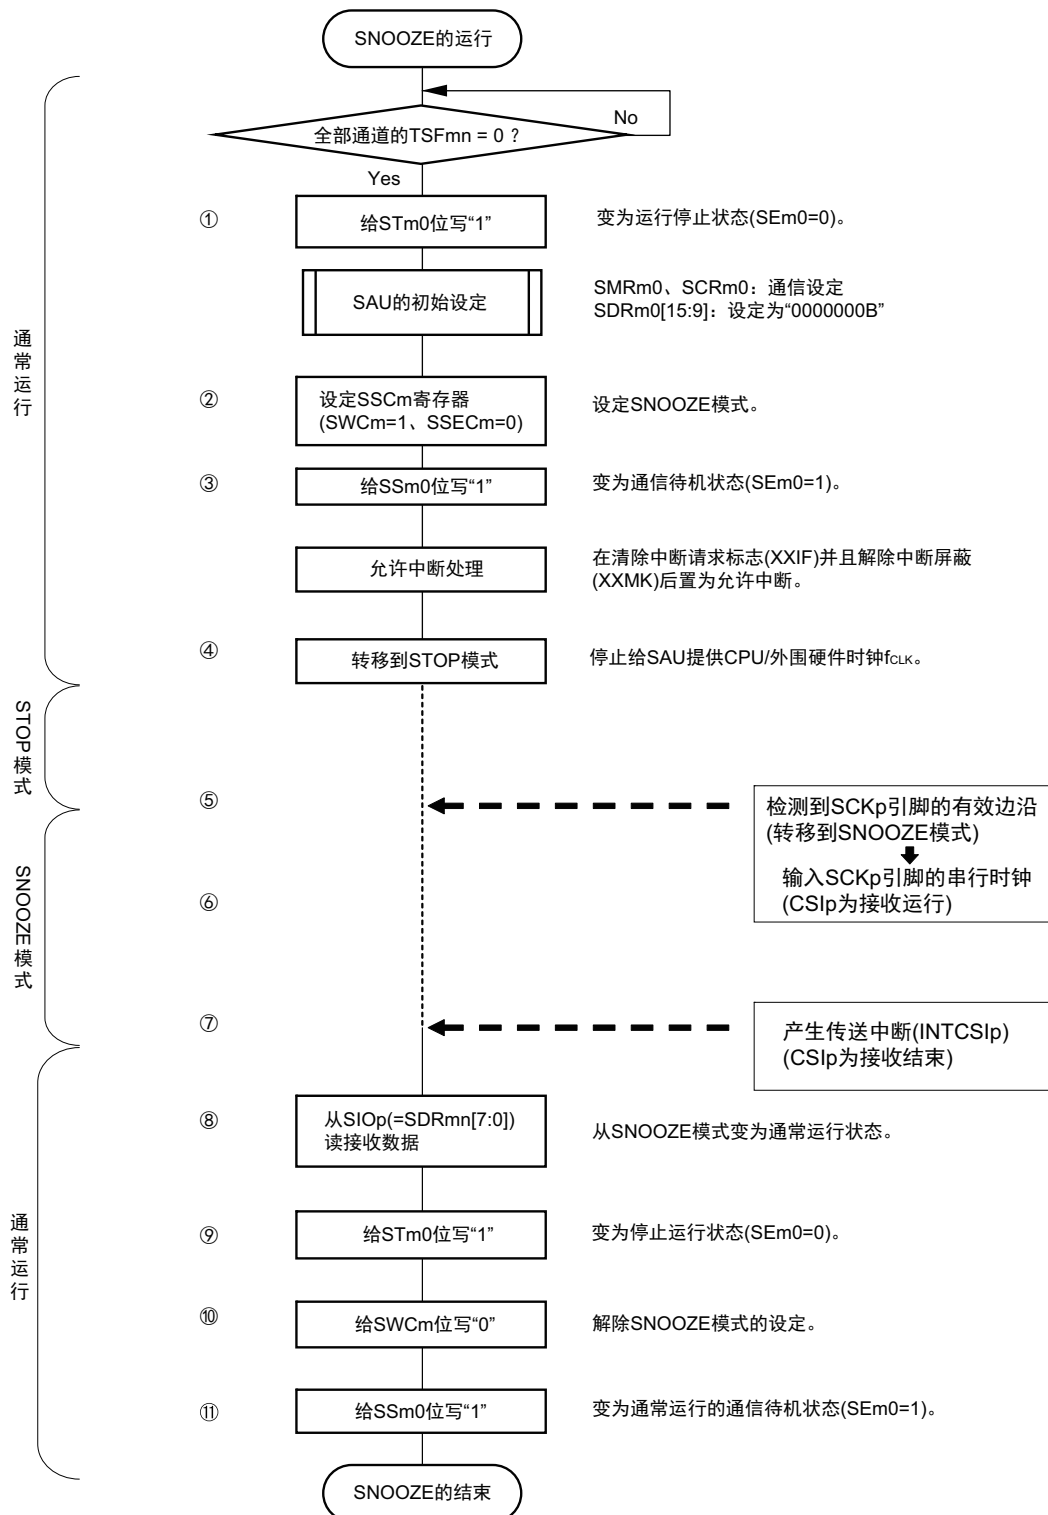 SNOOZE的运行
No
全部通道的TSFmn = 0 ?
Yes
① 给STm0位写“1” 变为运行停止状态(SEm0=0)。
SAU的初始设定
SMRm0、SCRm0：通信设定
SDRm0[15:9]：设定为“0000000B”
通常运行
② 设定SSCm寄存器
(SWCm=1、SSECm=0)
设定SNOOZE模式。
③ 给SSm0位写“1” 变为通信待机状态(SEm0=1)。
允许中断处理
在清除中断请求标志(XXIF)并且解除中断屏蔽
(XXMK)后置为允许中断。
④ 转移到STOP模式 停止给SAU提供CPU/外围硬件时钟fCLK。
STOP模式
⑤
检测到SCKp引脚的有效边沿
(转移到SNOOZE模式)
输入SCKp引脚的串行时钟
(CSIp为接收运行)
⑥
SNOOZE模式
⑦
产生传送中断(INTCSIp)
(CSIp为接收结束)
⑧ 从SIOp(=SDRmn[7:0])
读接收数据
从SNOOZE模式变为通常运行状态。
⑨ 给STm0位写“1” 变为停止运行状态(SEm0=0)。
通常运行
⑩ 给SWCm位写“0” 解除SNOOZE模式的设定。
⑪ 给SSm0位写“1” 变为通常运行的通信待机状态(SEm0=1)。
SNOOZE的结束